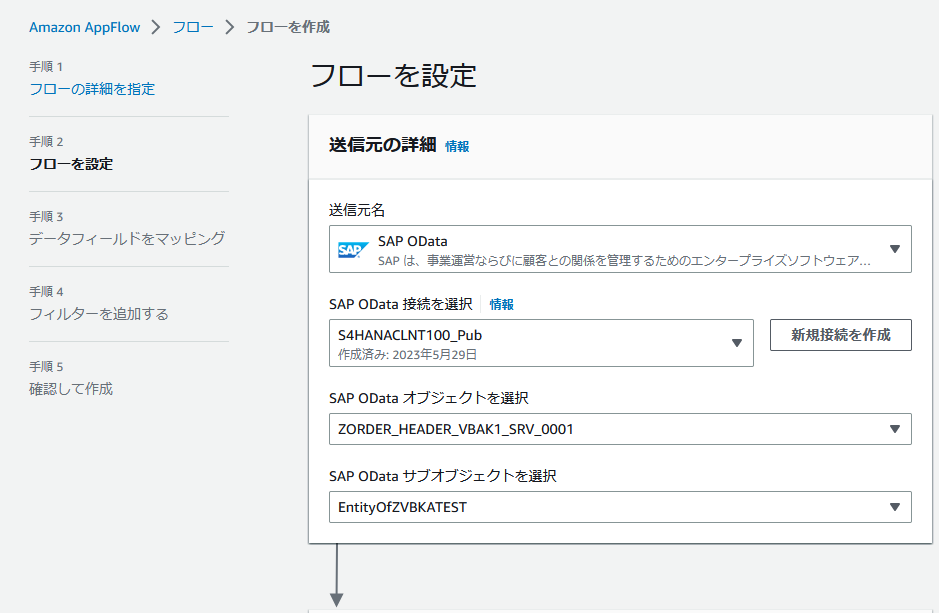 Amazon AppFlow > フロー > フローを作成
手順 1
フローの詳細を指定
手順 2
フローを設定
手順 3
データフィールドをマッピング
手順 4
フィルターを追加する
手順 5
確認して作成
フローを設定
送信元の詳細 情報
送信元名
SAP
SAP OData
SAP は、事業運営ならびに顧客との関係を管理するためのエンタープライズソフトウェア...
SAP OData 接続を選択 情報
S4HANACLNT100_Pub
作成済み: 2023年5月29日
新規接続を作成
SAP OData オブジェクトを選択
ZORDER_HEADER_VBAK1_SRV_0001
SAP OData サブオブジェクトを選択
EntityOfZVBKATEST